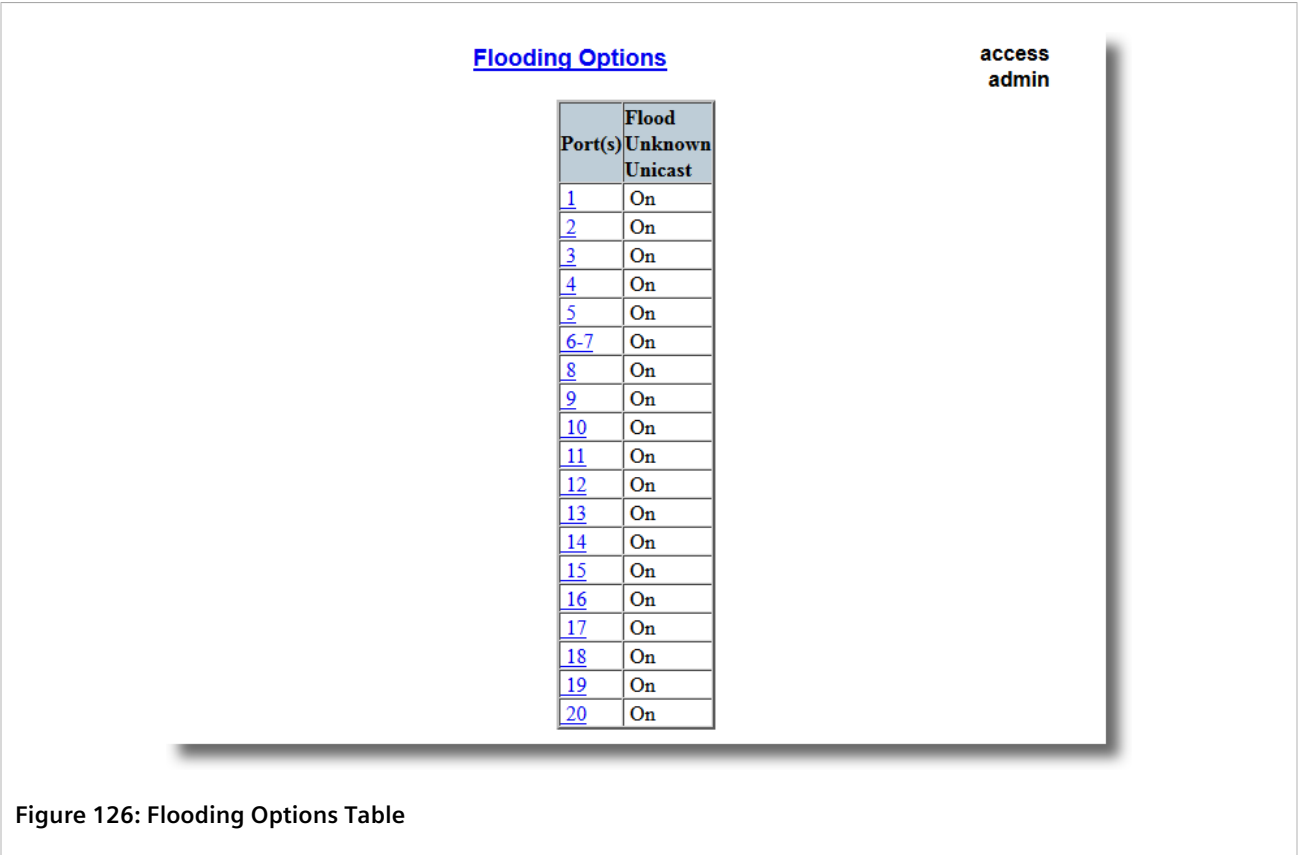 Flooding Options
access
admin
Port(s) Flood Unknown Unicast
1 On
2 On
3 On
4 On
5 On
6-7 On
8 On
9 On
10 On
11 On
12 On
13 On
14 On
15 On
16 On
17 On
18 On
19 On
20 On
Figure 126: Flooding Options Table